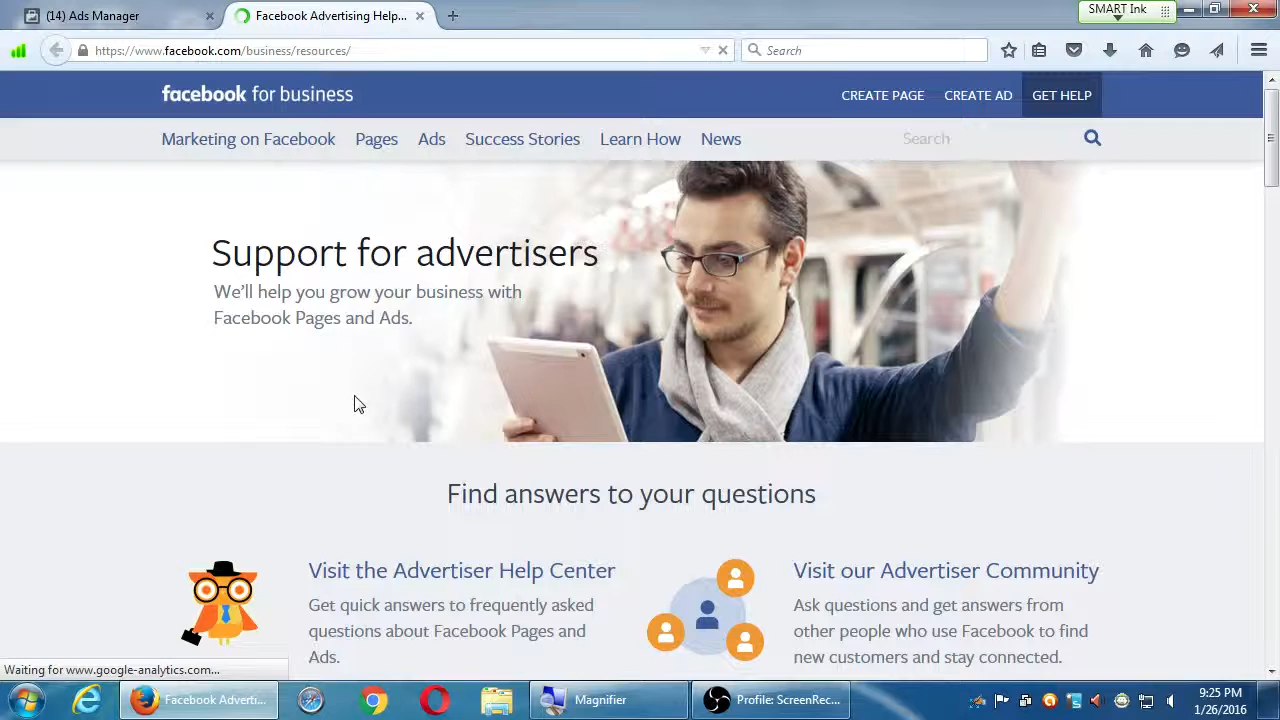 (14) Ads Manager
Facebook Advertising Help...
SMART Ink
https://www.facebook.com/business/resources/
Search
facebook for business
CREATE PAGE
CREATE AD
GET HELP
Marketing on Facebook
Pages
Ads
Success Stories
Learn How
News
Search
Support for advertisers
We'll help you grow your business with
Facebook Pages and Ads.
Find answers to your questions
Visit the Advertiser Help Center
Get quick answers to frequently asked
questions about Facebook Pages and
Ads.
Visit our Advertiser Community
Ask questions and get answers from
other people who use Facebook to find
new customers and stay connected.
Waiting for www.google-analytics.com...
Facebook Adverti...
Magnifier
Profile: ScreenRec...
9:25 PM
1/26/2016